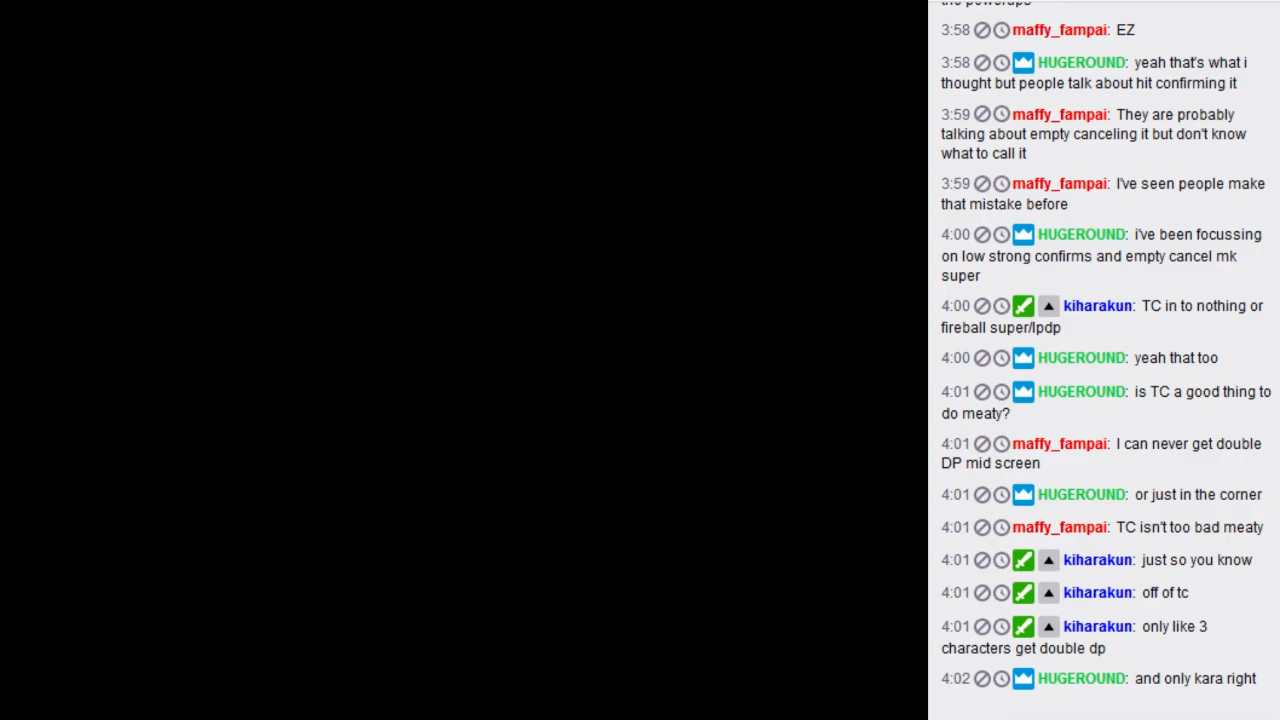 3:58 maffy_fampai: EZ
3:58 HUGEROUND: yeah that's what i
thought but people talk about hit confirming it
3:59 maffy_fampai: They are probably
talking about empty canceling it but don't know
what to call it
3:59 maffy_fampai: I've seen people make
that mistake before
4:00 HUGEROUND: i've been focussing
on low strong confirms and empty cancel mk
super
4:00 kiharakun: TC in to nothing or
fireball super/lpdp
4:00 HUGEROUND: yeah that too
4:01 HUGEROUND: is TC a good thing to
do meaty?
4:01 maffy_fampai: I can never get double
DP mid screen
4:01 HUGEROUND: or just in the corner
4:01 maffy_fampai: TC isn't too bad meaty
4:01 kiharakun: just so you know
4:01 kiharakun: off of tc
4:01 kiharakun: only like 3
characters get double dp
4:02 HUGEROUND: and only kara right